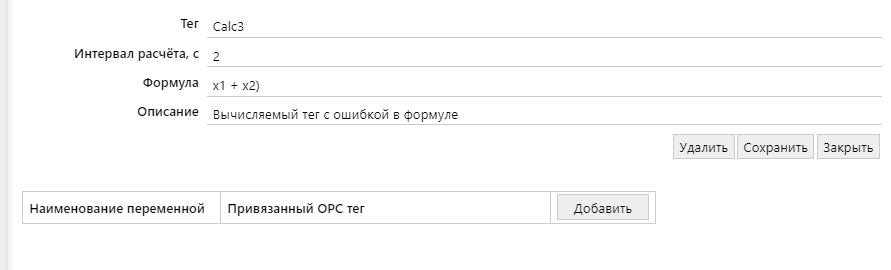 Тег Calc3
Интервал расчёта, с 2
Формула x1 + x2)
Описание Вычисляемый тег с ошибкой в формуле
Удалить Сохранить Закрыть
Наименование переменной Привязанный OPC тег Добавить